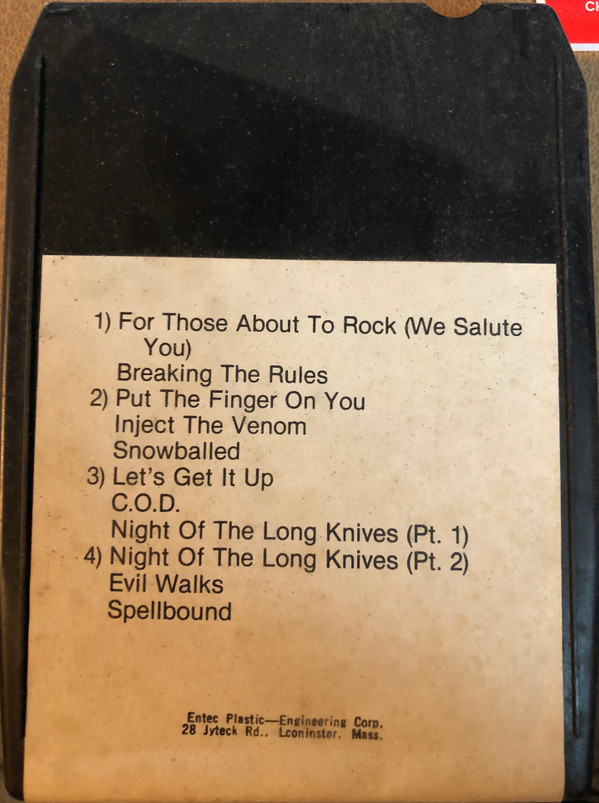 CH
1) For Those About To Rock (We Salute
You)
Breaking The Rules
2) Put The Finger On You
Inject The Venom
Snowballed
3) Let's Get It Up
C.O.D.
Night Of The Long Knives (Pt. 1)
4) Night Of The Long Knives (Pt. 2)
Evil Walks
Spellbound
Entec Plastic—Engineering Corp.
28 Jyteck Rd., Lconinster, Mass.